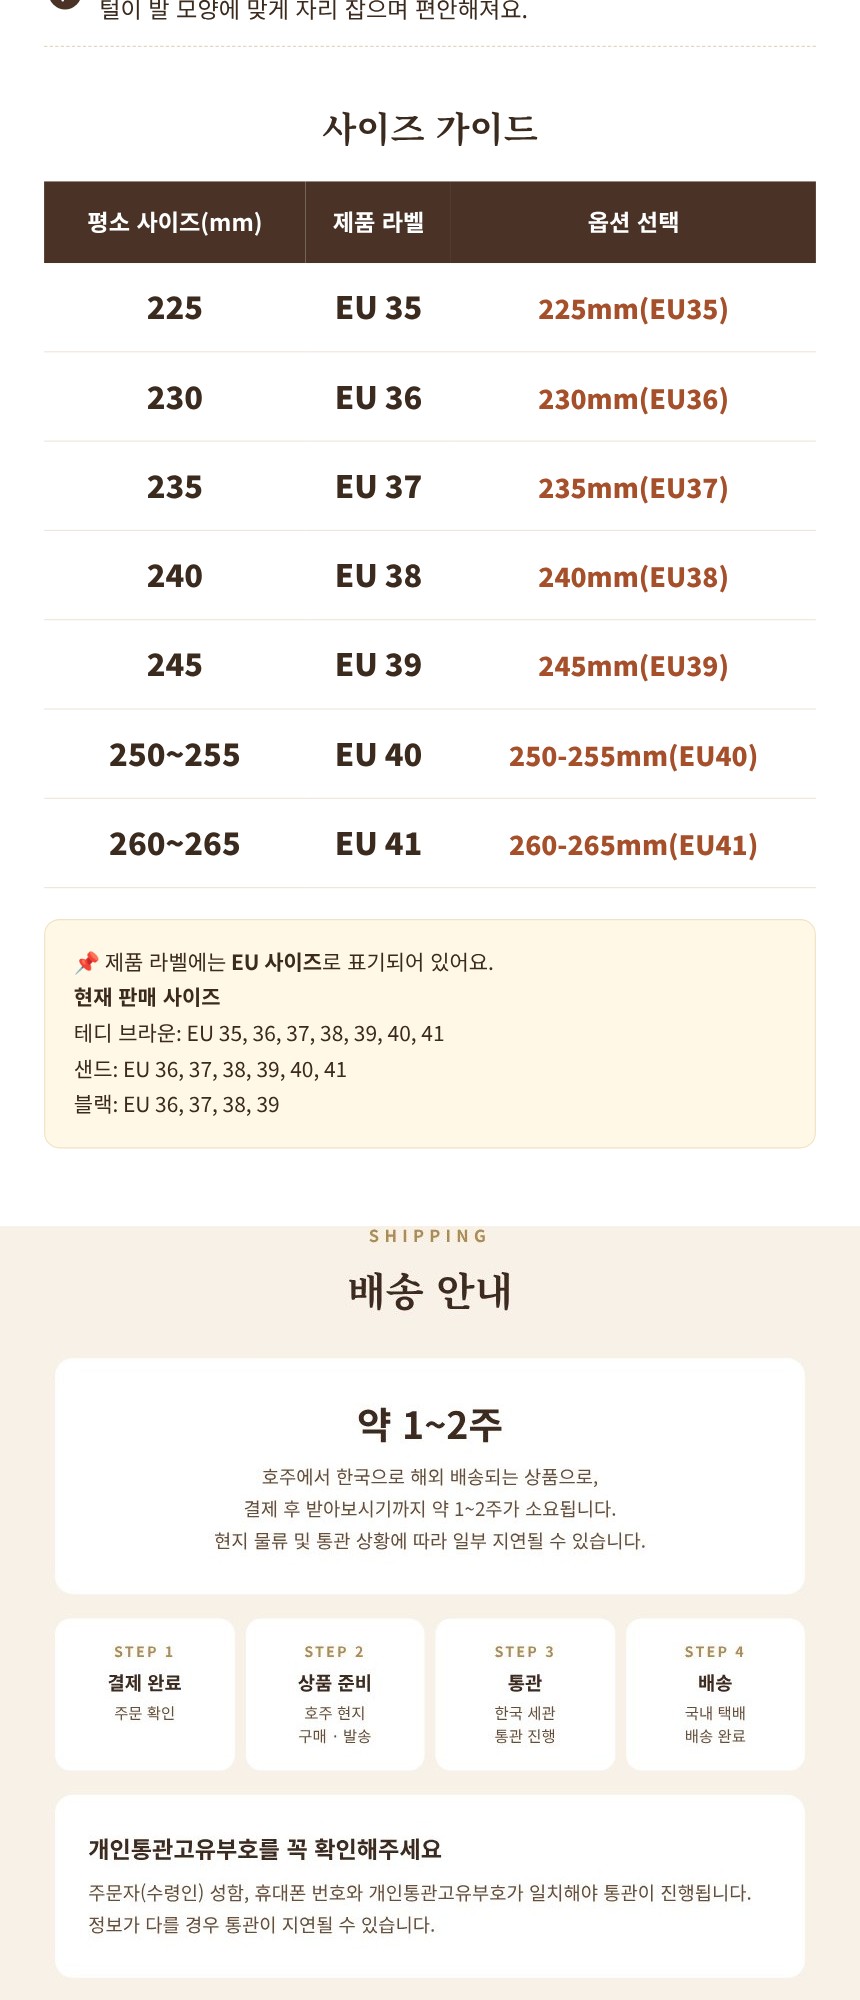 털이 발 모양에 맞게 자리 잡으며 편안해져요.
사이즈 가이드
평소 사이즈(mm) 제품 라벨 옵션 선택
225 EU 35 225mm(EU35)
230 EU 36 230mm(EU36)
235 EU 37 235mm(EU37)
240 EU 38 240mm(EU38)
245 EU 39 245mm(EU39)
250~255 EU 40 250-255mm(EU40)
260~265 EU 41 260-265mm(EU41)
📌 제품 라벨에는 EU 사이즈로 표기되어 있어요.
현재 판매 사이즈
테디 브라운: EU 35, 36, 37, 38, 39, 40, 41
샌드: EU 36, 37, 38, 39, 40, 41
블랙: EU 36, 37, 38, 39
SHIPPING
배송 안내
약 1~2주
호주에서 한국으로 해외 배송되는 상품으로,
결제 후 받아보시기까지 약 1~2주가 소요됩니다.
현지 물류 및 통관 상황에 따라 일부 지연될 수 있습니다.
STEP 1
결제 완료
주문 확인
STEP 2
상품 준비
호주 현지
구매 · 발송
STEP 3
통관
한국 세관
통관 진행
STEP 4
배송
국내 택배
배송 완료
개인통관고유부호를 꼭 확인해주세요
주문자(수령인) 성함, 휴대폰 번호와 개인통관고유부호가 일치해야 통관이 진행됩니다.
정보가 다를 경우 통관이 지연될 수 있습니다.